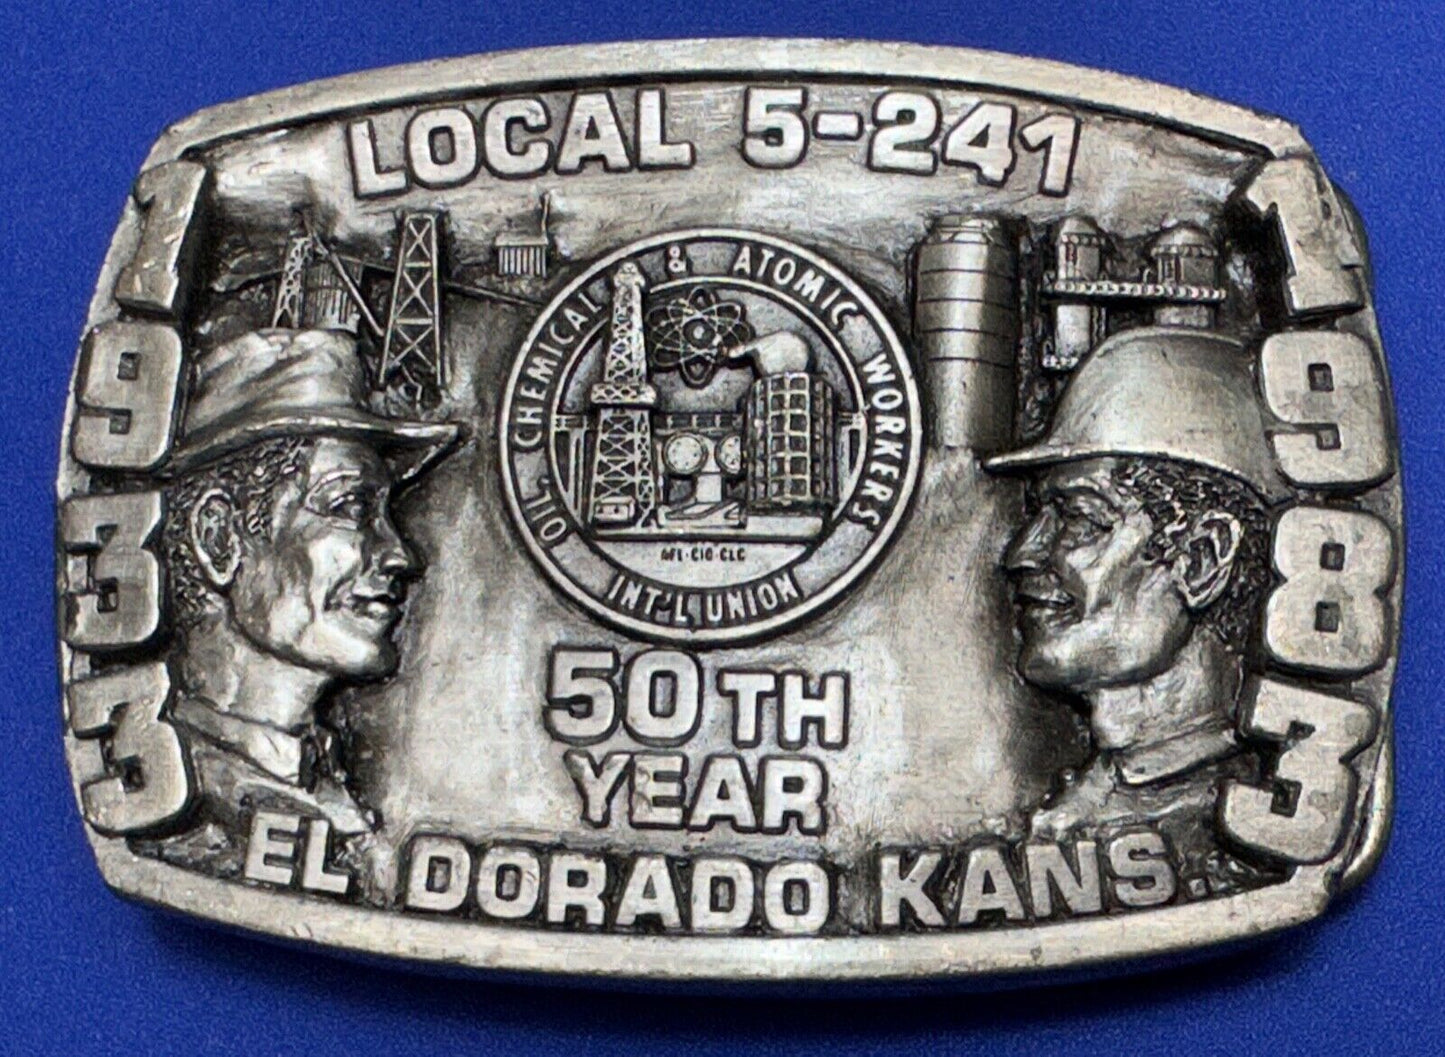 LOCAL 5-241
1933
1983
OIL, CHEMICAL & ATOMIC WORKERS
INT'L UNION
AFL-CIO-CLC
50TH
YEAR
EL DORADO KANS.